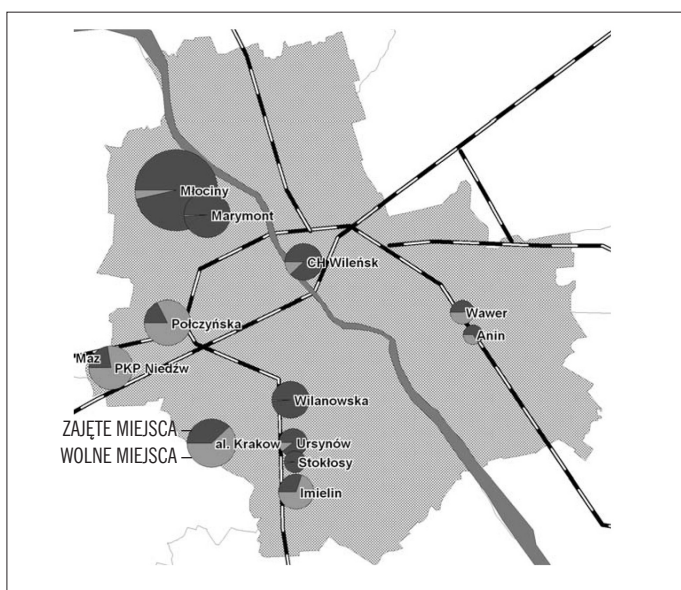 Młociny
Marymont
CH Wileńsk
Połczyńska
Wawer
Anin
Maz
PKP Niedźw
Wilanowska
ZAJĘTE MIEJSCA
al. Krakow
Ursynów
WOLNE MIEJSCA
Stokłosy
Imielin